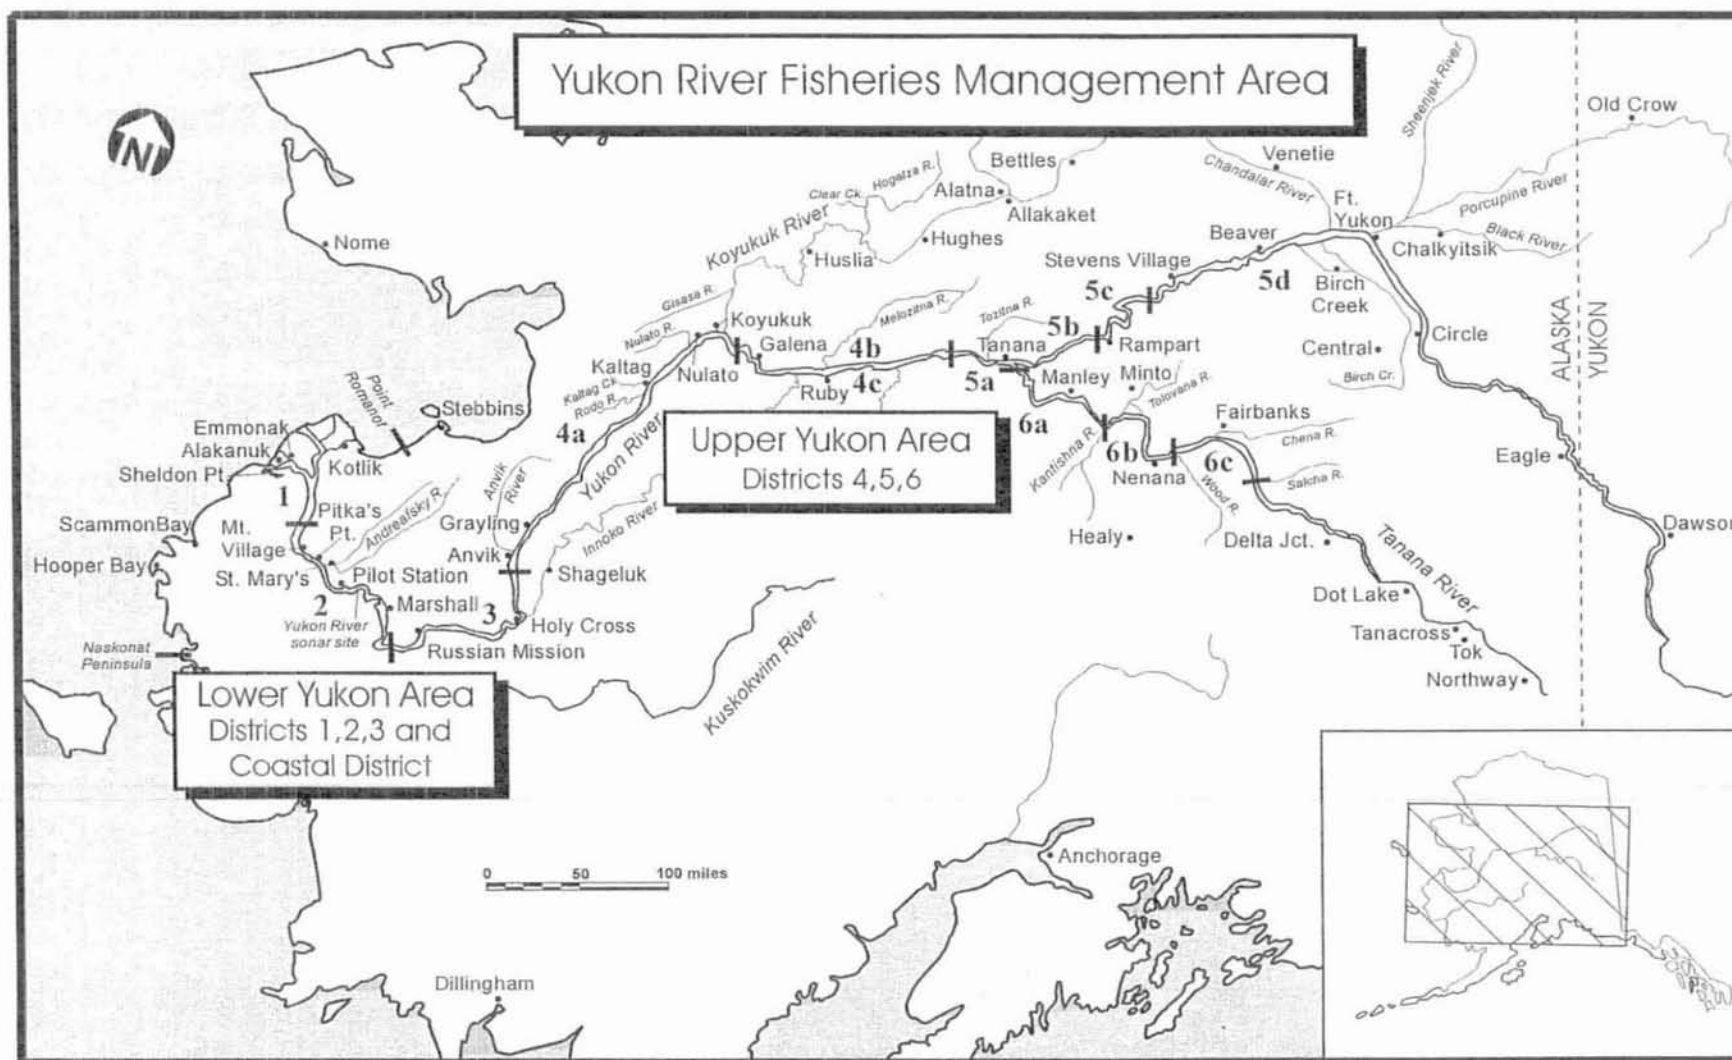 Yukon River Fisheries Management Area
N
Sheenjek River
Old Crow
Venetie
Chandalar River
Bettles
Hogatza R.
Clear Ck.
Alatna
Allakaket
Porcupine River
Ft.
Yukon
Black River
Chalkyitsik
Koyukuk River
Nome
Hughes
Huslia
Beaver
Stevens Village
5c
5d
Birch
Creek
Gisasa R.
Melozitna R.
Tozitna R.
5b
Koyukuk
Nulato R.
Galena
4b
Tanana
Rampart
Circle
Central
ALASKA
YUKON
Kaltag
Nulato
Ruby
4c
5a
Manley
Minto
Birch Cr.
Kaltag Ck.
Rodo R.
Point
Romanof
Stebbins
4a
Yukon River
Upper Yukon Area
Districts 4,5,6
6a
Tolovana R.
Fairbanks
Chena R.
Emmonak
Alakanuk
Sheldon Pt.
Kotlik
Kantishna R.
6b
Nenana
6c
Wood R.
Salcha R.
Eagle
1
Pitka's
Pt.
Andreafsky R.
Anvik
River
Grayling
Innoko River
Scammon Bay
Mt.
Village
Hooper Bay
St. Mary's
Pilot Station
Anvik
Shageluk
Healy
Delta Jct.
Tanana River
Dawson
2
Yukon River
sonar site
Marshall
3
Holy Cross
Russian Mission
Dot Lake
Tanacross
Tok
Northway
Naskonat
Peninsula
Kuskokwim River
Lower Yukon Area
Districts 1,2,3 and
Coastal District
Anchorage
0 50 100 miles
Dillingham